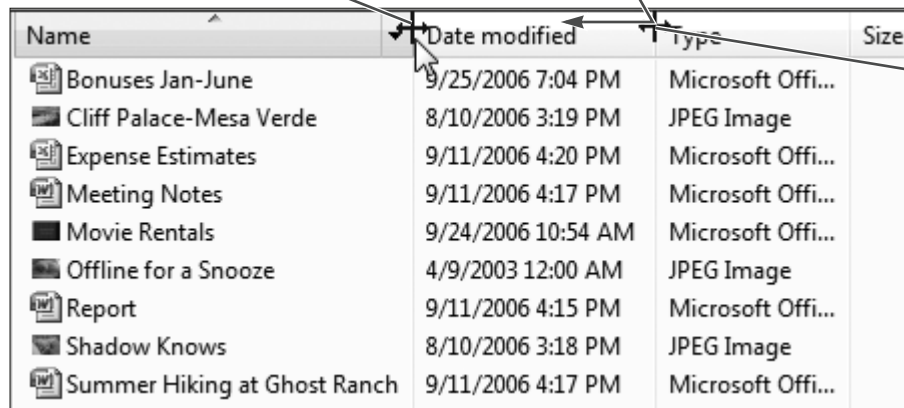 Name Date modified Type Size
Bonuses Jan-June 9/25/2006 7:04 PM Microsoft Offi...
Cliff Palace-Mesa Verde 8/10/2006 3:19 PM JPEG Image
Expense Estimates 9/11/2006 4:20 PM Microsoft Offi...
Meeting Notes 9/11/2006 4:17 PM Microsoft Offi...
Movie Rentals 9/24/2006 10:54 AM Microsoft Offi...
Offline for a Snooze 4/9/2003 12:00 AM JPEG Image
Report 9/11/2006 4:15 PM Microsoft Offi...
Shadow Knows 8/10/2006 3:18 PM JPEG Image
Summer Hiking at Ghost Ranch 9/11/2006 4:17 PM Microsoft Offi...